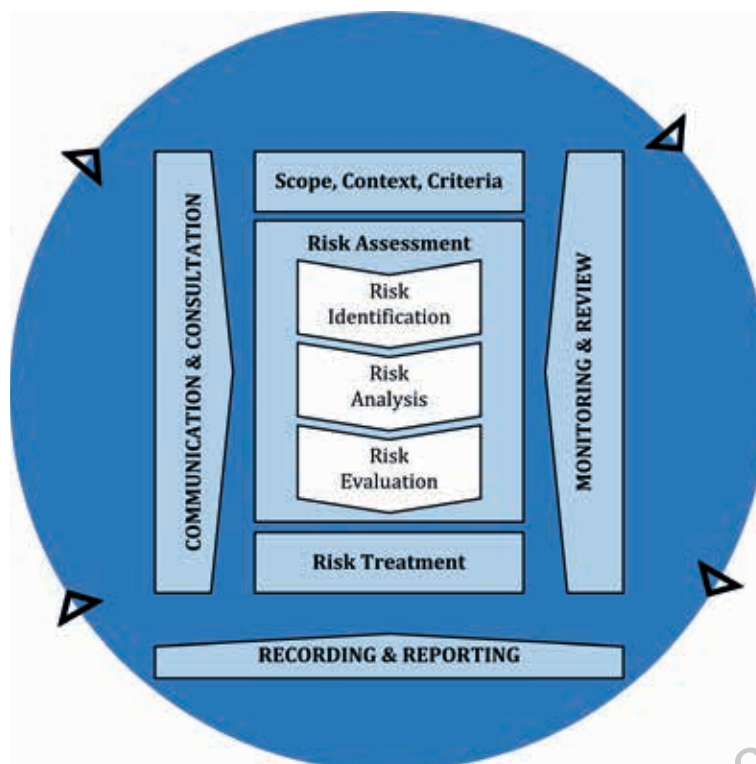 Scope, Context, Criteria
Risk Assessment
Risk
Identification
Risk
Analysis
Risk
Evaluation
Risk Treatment
COMMUNICATION & CONSULTATION
MONITORING & REVIEW
RECORDING & REPORTING